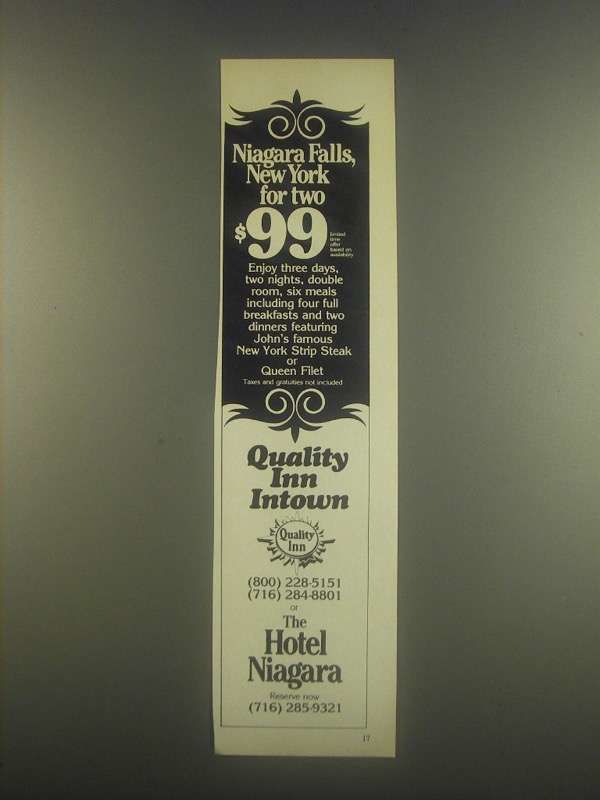 Niagara Falls,
New York
for two
$99
limited
time
offer
based on
availability
Enjoy three days,
two nights, double
room, six meals
including four full
breakfasts and two
dinners featuring
John's famous
New York Strip Steak
or
Queen Filet
Taxes and gratuities not included
Quality
Inn
Intown
Quality
Inn
(800) 228-5151
(716) 284-8801
or
The
Hotel
Niagara
Reserve now
(716) 285-9321
17